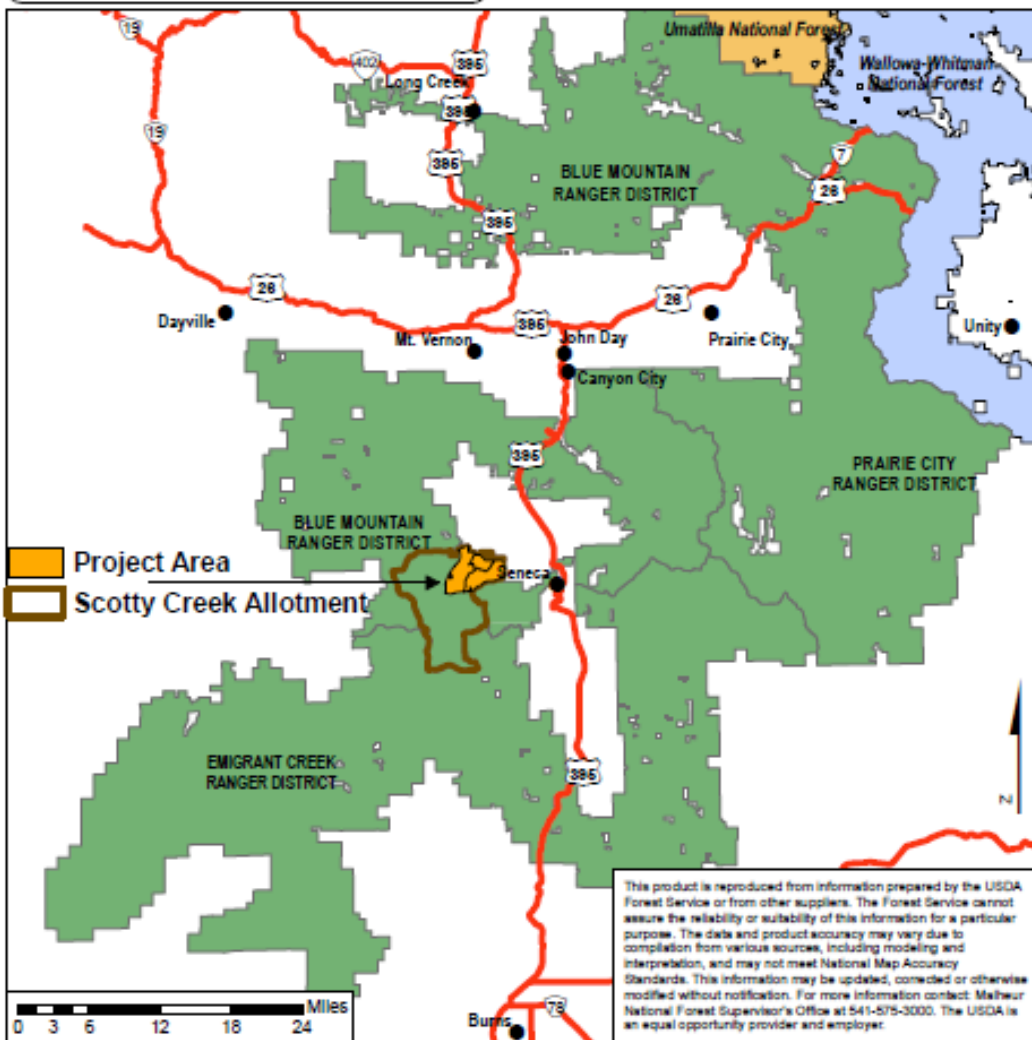 19
402
395
Umatilla National Forest
Wallowa-Whitman
National Forest
Long Creek
395
19
395
7
BLUE MOUNTAIN
RANGER DISTRICT
26
395
26
26
Dayville
395
Mt. Vernon
John Day
Prairie City
Unity
Canyon City
395
PRAIRIE CITY
RANGER DISTRICT
BLUE MOUNTAIN
RANGER DISTRICT
Project Area
Seneca
Scotty Creek Allotment
EMIGRANT CREEK
RANGER DISTRICT
395
N
This product is reproduced from information prepared by the USDA
Forest Service or from other suppliers. The Forest Service cannot
assure the reliability or suitability of this information for a particular
purpose. The data and product accuracy may vary due to
compilation from various sources, including modeling and
interpretation, and may not meet National Map Accuracy
Standards. This information may be updated, corrected or otherwise
modified without notification. For more information contact: Malheur
National Forest Supervisor's Office at 541-575-3000. The USDA is
an equal opportunity provider and employer.
Miles
0 3 6 12 18 24
78
Burns